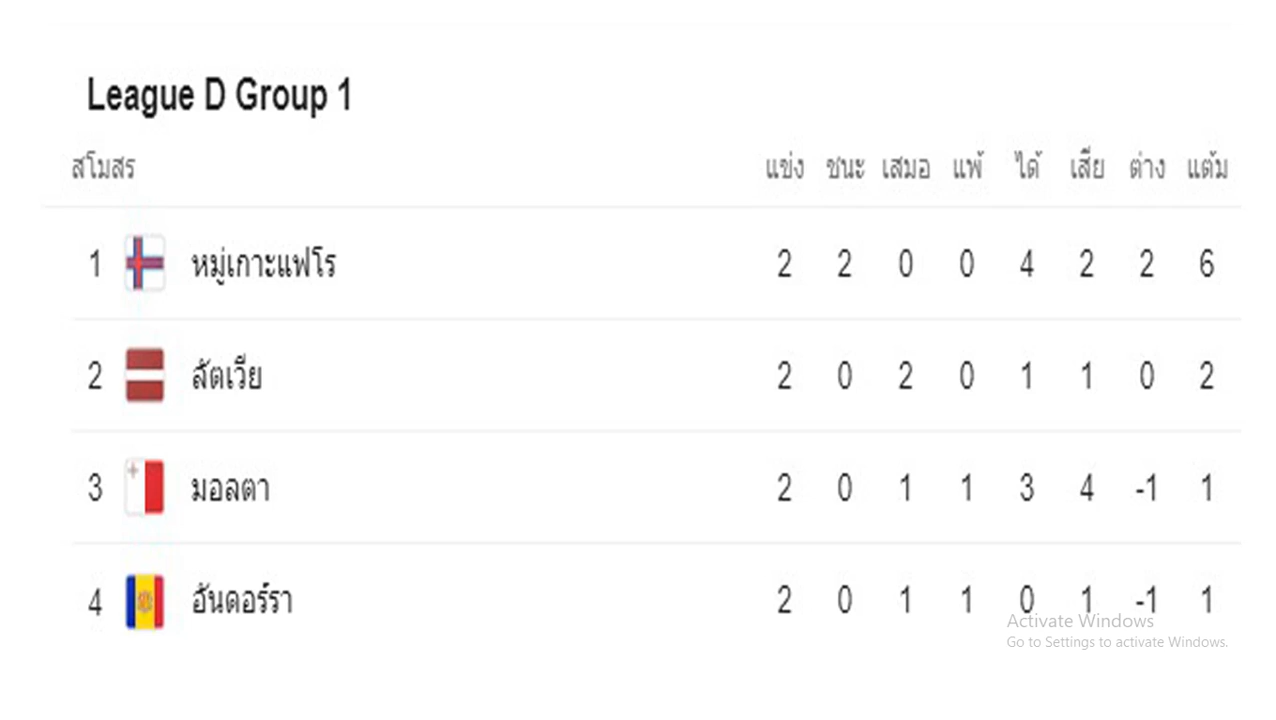 League D Group 1
สโมสร แข่ง ชนะ เสมอ แพ้ ได้ เสีย ต่าง แต้ม
1 หมู่เกาะแฟโร 2 2 0 0 4 2 2 6
2 ลัตเวีย 2 0 2 0 1 1 0 2
3 มอลตา 2 0 1 1 3 4 -1 1
4 อันดอร์รา 2 0 1 1 0 1 -1 1
Activate Windows
Go to Settings to activate Windows.